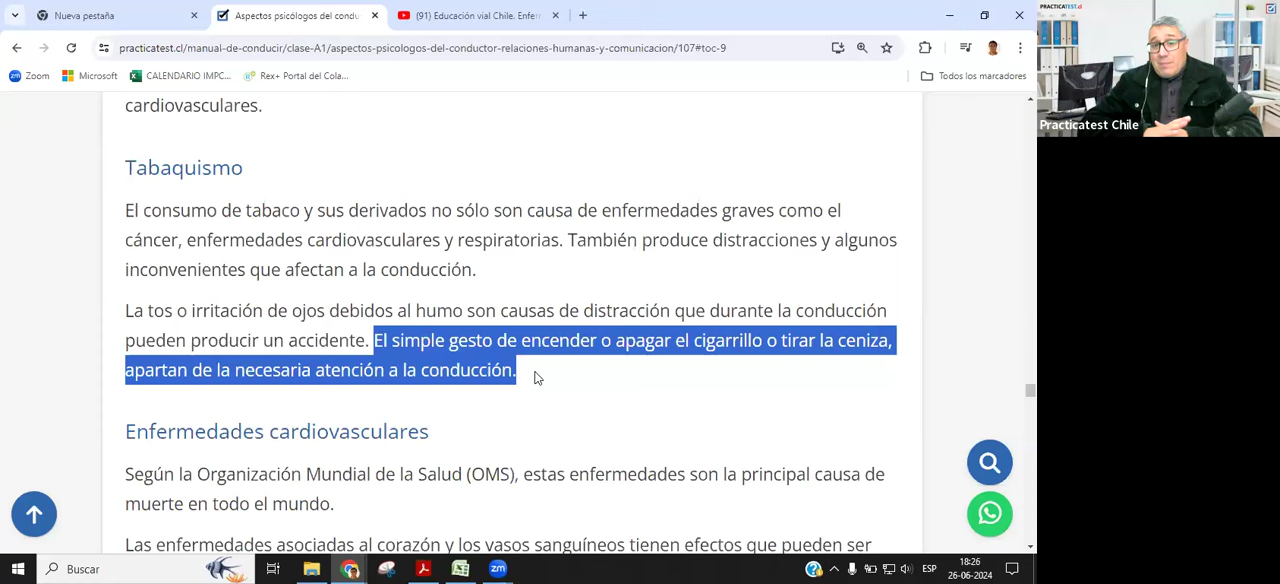 Nueva pestaña
Aspectos psicólogos del co
(91) Educación vial Chile. Enfer
practicatest.cl/manual-de-conducir/clase-A1/aspectos-psicologos-del-conductor-relaciones-humanas-y-comunicacion/107#toc-9
Zoom
Microsoft
CALENDARIO IMPC...
Rex+ Portal del Cola...
Todos los marcadores
PRACTICATEST.cl
Practicatest Chile
cardiovasculares.
Tabaquismo
El consumo de tabaco y sus derivados no sólo son causa de enfermedades graves como el
cáncer, enfermedades cardiovasculares y respiratorias. También produce distracciones y algunos
inconvenientes que afectan a la conducción.
La tos o irritación de ojos debidos al humo son causas de distracción que durante la conducción
pueden producir un accidente. El simple gesto de encender o apagar el cigarrillo o tirar la ceniza,
apartan de la necesaria atención a la conducción.
Enfermedades cardiovasculares
Según la Organización Mundial de la Salud (OMS), estas enfermedades son la principal causa de
muerte en todo el mundo.
Las enfermedades asociadas al corazón y los vasos sanguíneos tienen efectos que pueden ser
Buscar
ESP
18:26
26-06-2024